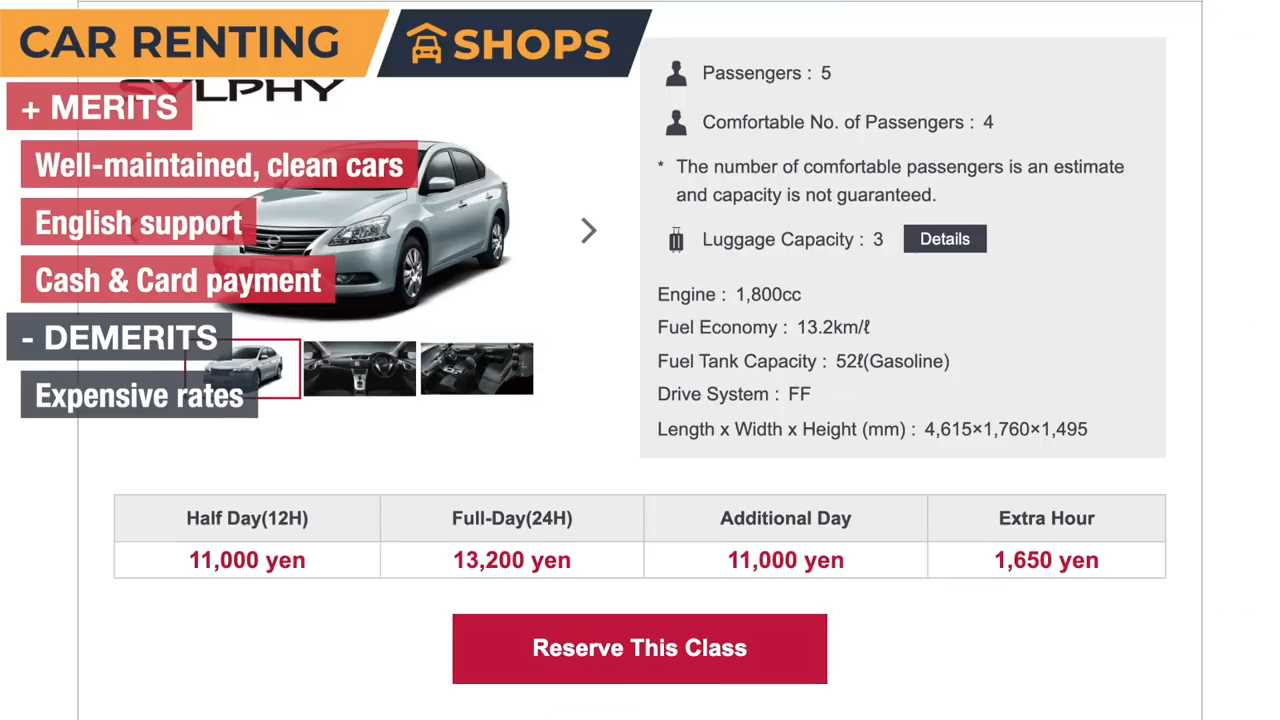 CAR RENTING SHOPS
SYLPHY
+ MERITS
Well-maintained, clean cars
English support
Cash & Card payment
- DEMERITS
Expensive rates
Passengers : 5
Comfortable No. of Passengers : 4
* The number of comfortable passengers is an estimate
and capacity is not guaranteed.
Luggage Capacity : 3 Details
Engine : 1,800cc
Fuel Economy : 13.2km/ℓ
Fuel Tank Capacity : 52ℓ(Gasoline)
Drive System : FF
Length x Width x Height (mm) : 4,615×1,760×1,495
Half Day(12H) Full-Day(24H) Additional Day Extra Hour
11,000 yen 13,200 yen 11,000 yen 1,650 yen
Reserve This Class